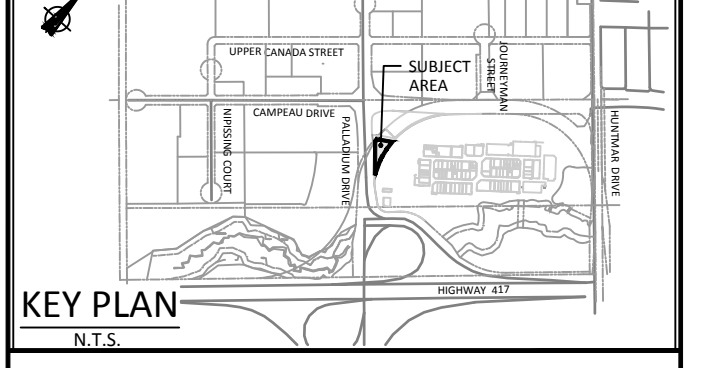 UPPER CANADA STREET
JOURNEYMAN
STREET
SUBJECT
AREA
CAMPEAU DRIVE
NIPISSING COURT
PALLADIUM DRIVE
HUNTMAR DRIVE
HIGHWAY 417
KEY PLAN
N.T.S.